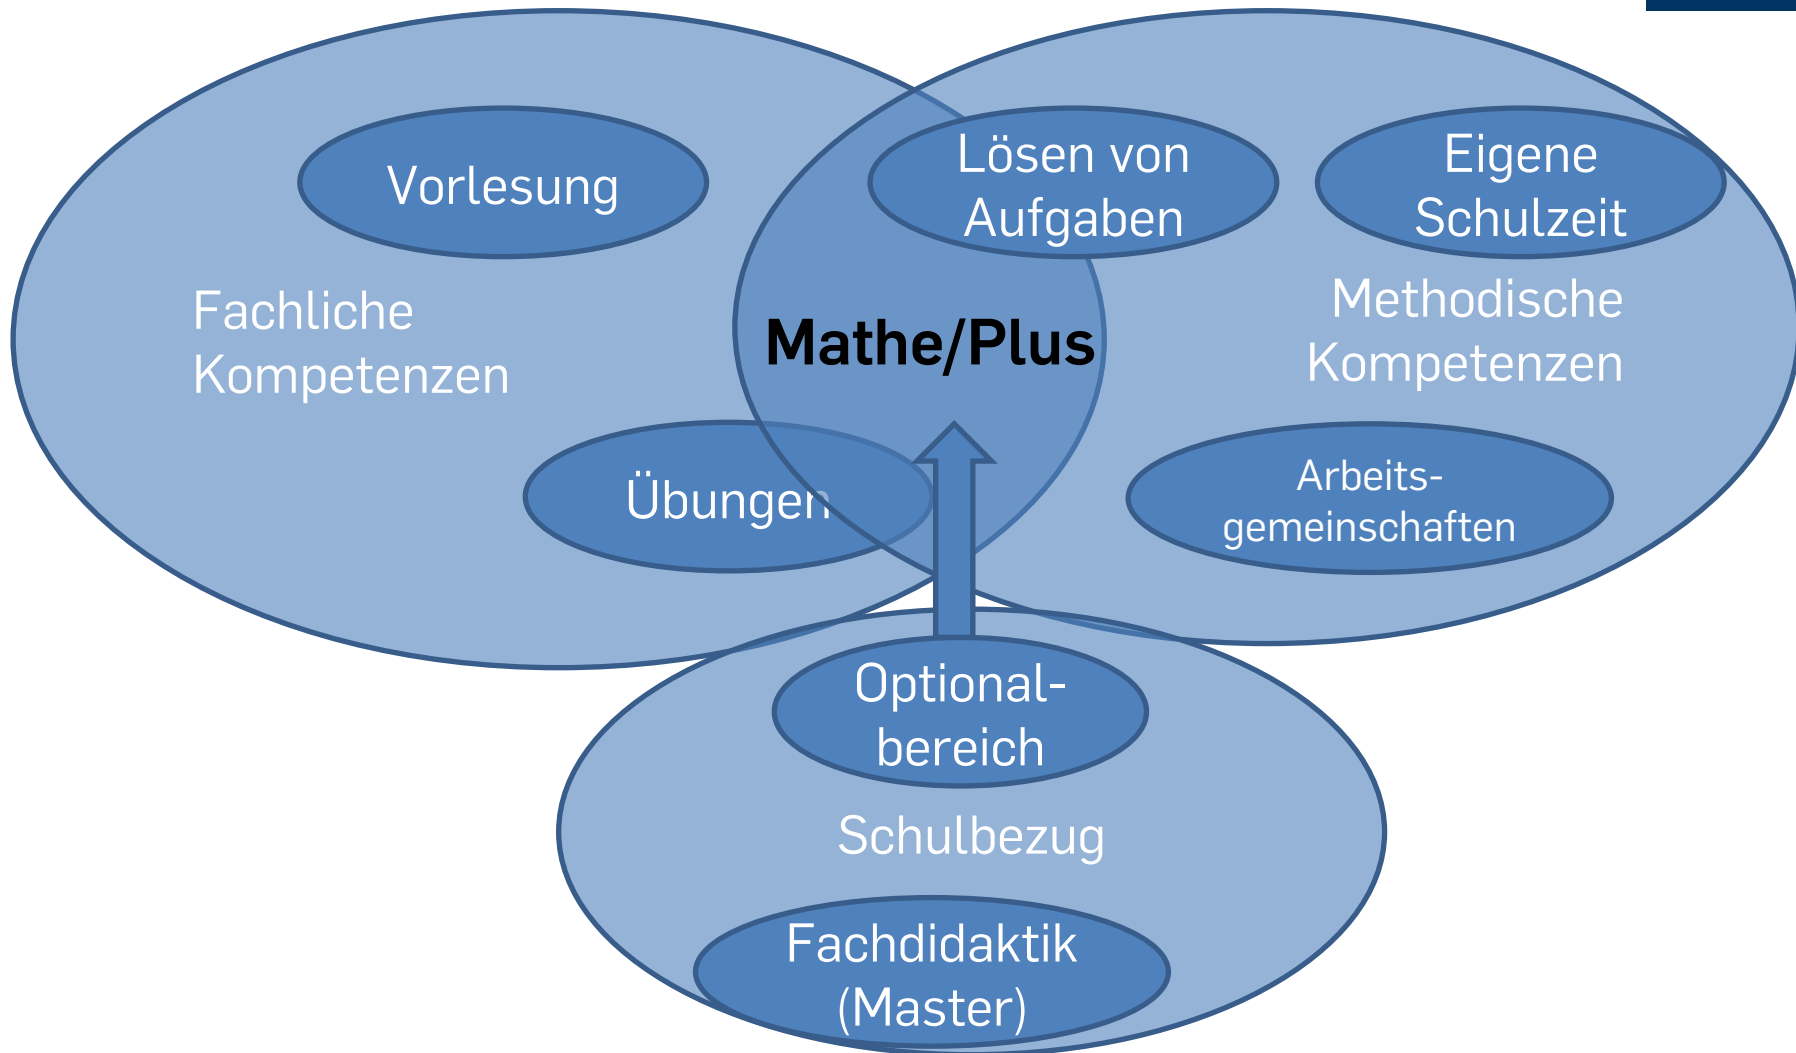 Vorlesung
Lösen von
Aufgaben
Eigene
Schulzeit
Fachliche
Kompetenzen
Mathe/Plus
Methodische
Kompetenzen
Übungen
Arbeits-
gemeinschaften
Optional-
bereich
Schulbezug
Fachdidaktik
(Master)